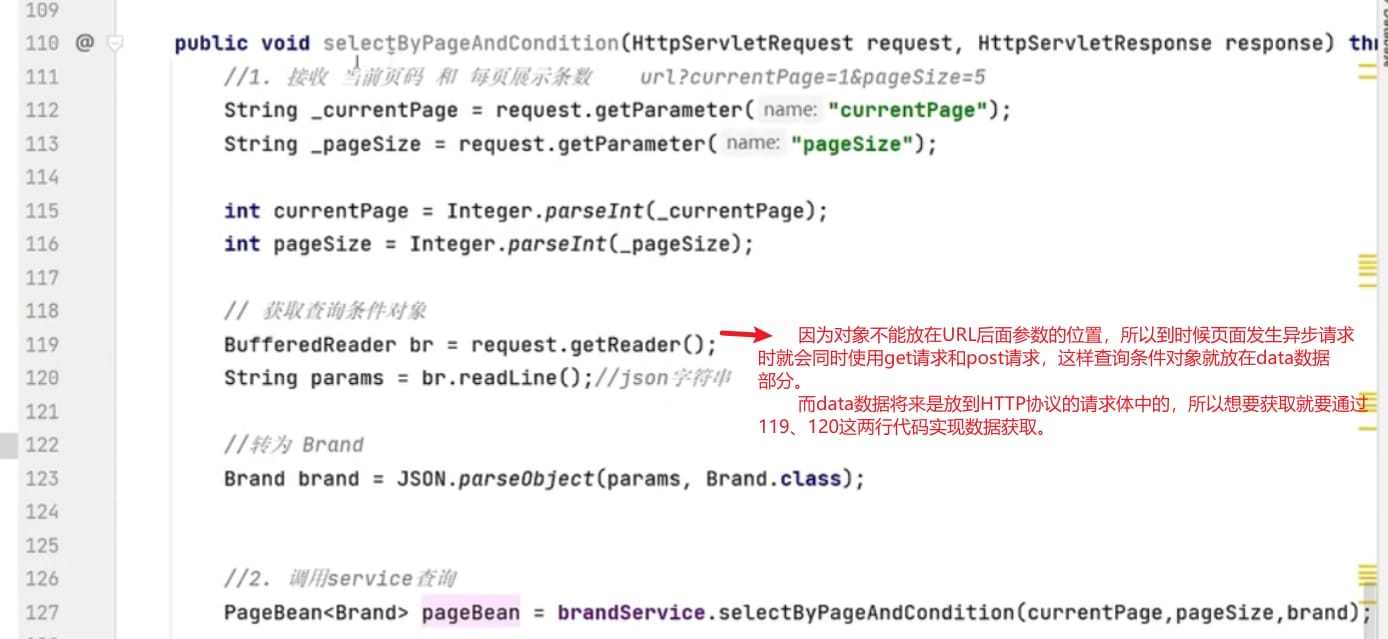 109
110 @ public void selectByPageAndCondition(HttpServletRequest request, HttpServletResponse response) thr
111 //1. 接收 当前页码 和 每页展示条数 url?currentPage=1&pageSize=5
112 String _currentPage = request.getParameter( name: "currentPage");
113 String _pageSize = request.getParameter( name: "pageSize");
114
115 int currentPage = Integer.parseInt(_currentPage);
116 int pageSize = Integer.parseInt(_pageSize);
117
118 // 获取查询条件对象
119 BufferedReader br = request.getReader();
120 String params = br.readLine();//json字符串
121
122 //转为 Brand
123 Brand brand = JSON.parseObject(params, Brand.class);
124
125
126 //2. 调用service查询
127 PageBean<Brand> pageBean = brandService.selectByPageAndCondition(currentPage,pageSize,brand);
因为对象不能放在URL后面参数的位置，所以到时候页面发生异步请求
时就会同时使用get请求和post请求，这样查询条件对象就放在data数据
部分。
而data数据将来是放到HTTP协议的请求体中的，所以想要获取就要通过
119、120这两行代码实现数据获取。